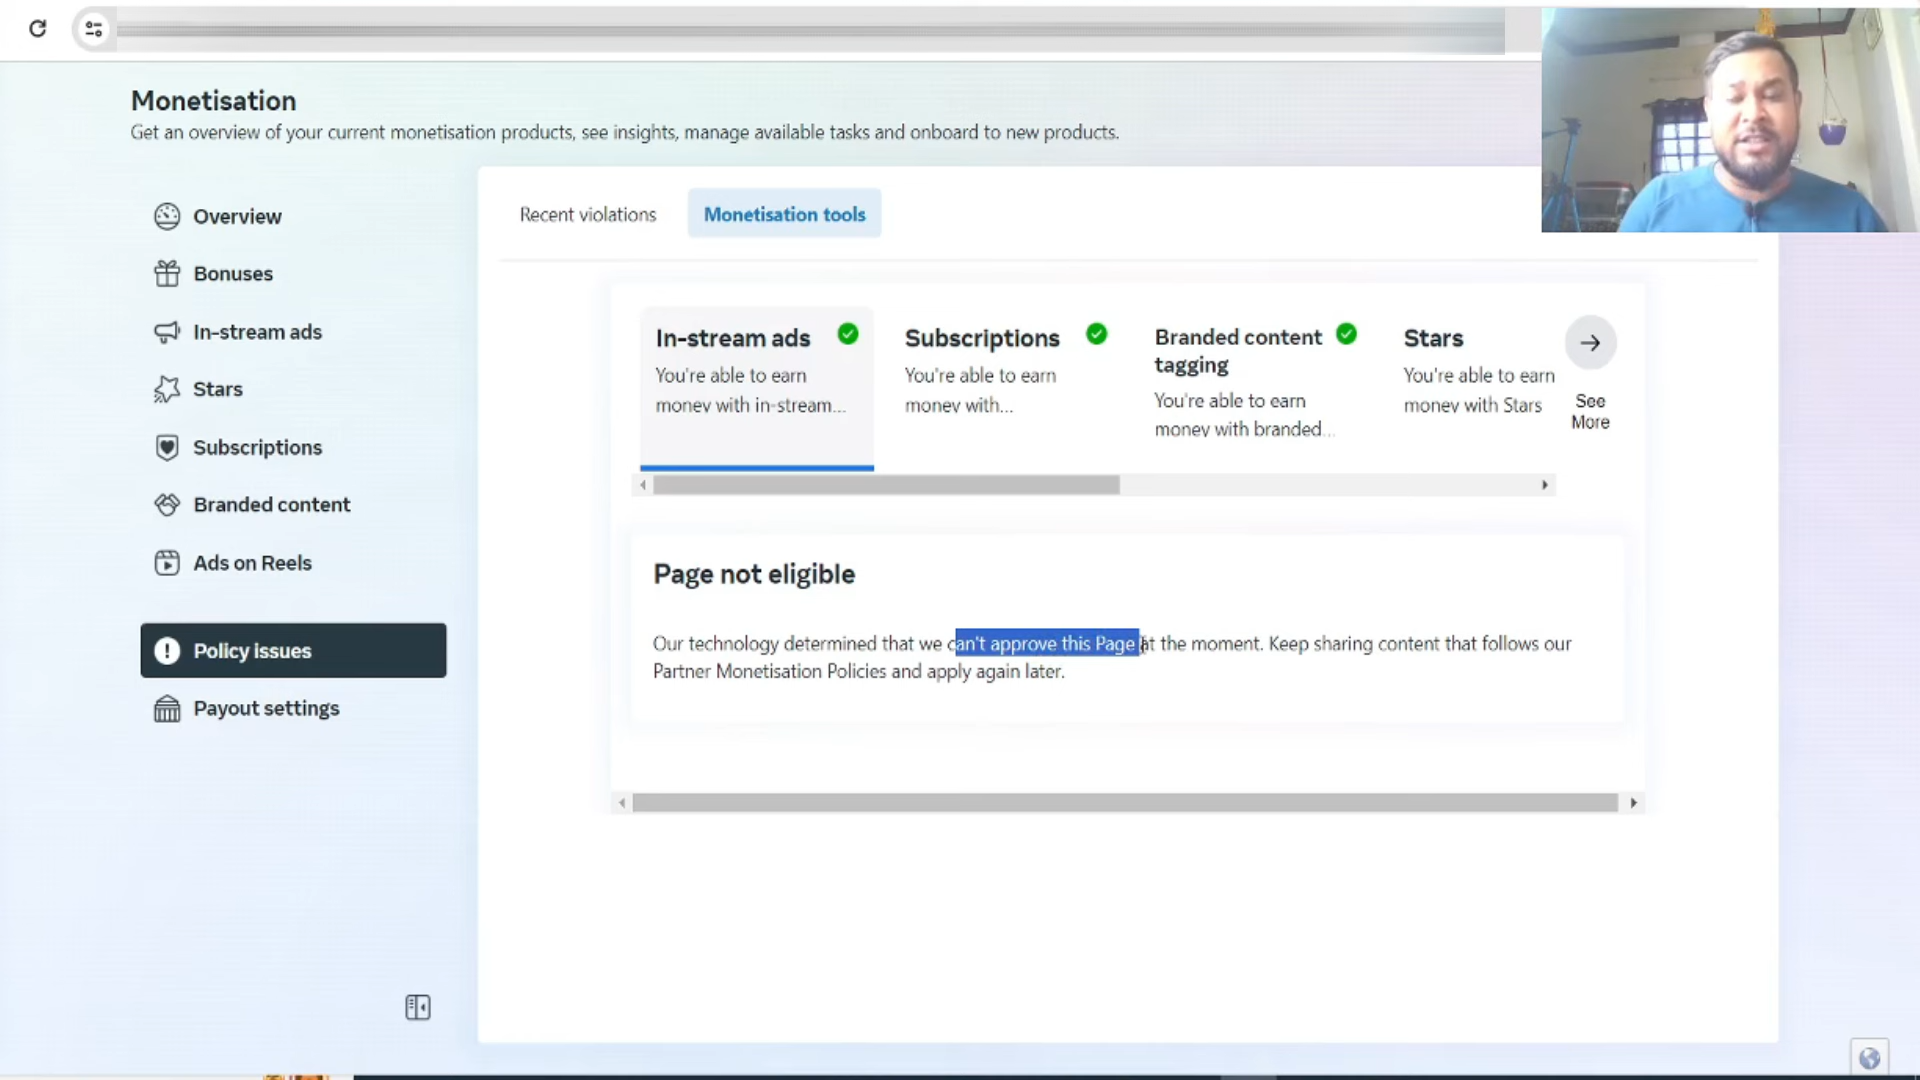 Monetisation
Get an overview of your current monetisation products, see insights, manage available tasks and onboard to new products.
Overview
Bonuses
In-stream ads
Stars
Subscriptions
Branded content
Ads on Reels
Policy issues
Payout settings
Recent violations
Monetisation tools
In-stream ads
You're able to earn
money with in-stream...
Subscriptions
You're able to earn
money with...
Branded content
tagging
You're able to earn
money with branded...
Stars
You're able to earn
money with Stars
See
More
Page not eligible
Our technology determined that we can't approve this Page at the moment. Keep sharing content that follows our
Partner Monetisation Policies and apply again later.